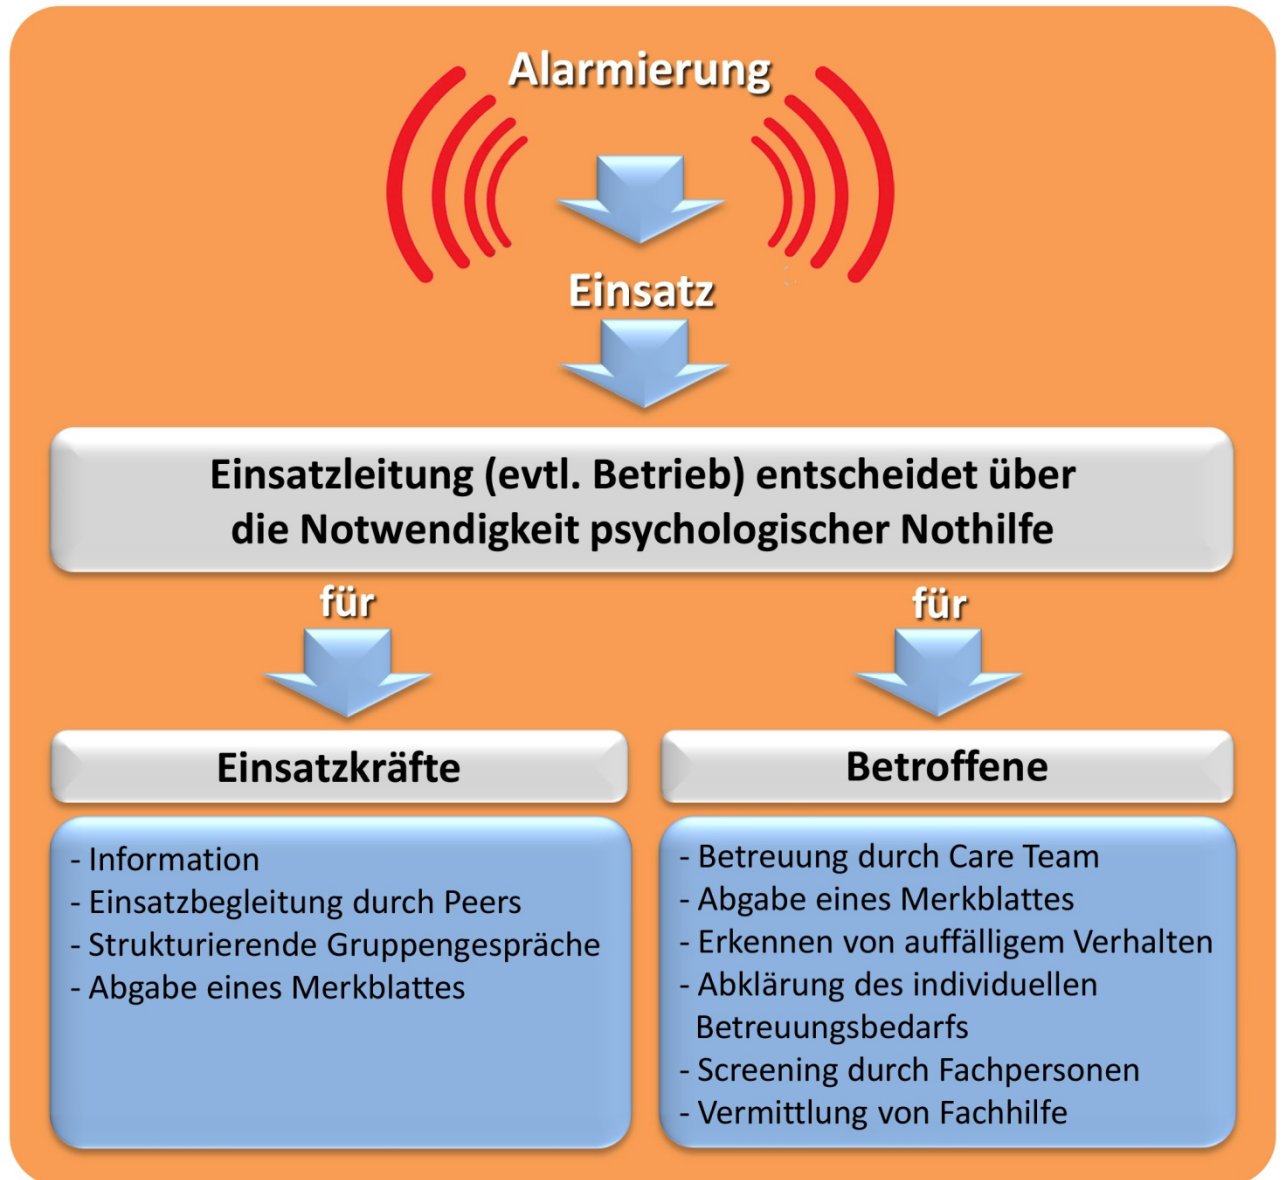 Alarmierung
Einsatz
Einsatzleitung (evtl. Betrieb) entscheidet über
die Notwendigkeit psychologischer Nothilfe
für
für
Einsatzkräfte
- Information
- Einsatzbegleitung durch Peers
- Strukturierende Gruppengespräche
- Abgabe eines Merkblattes
Betroffene
- Betreuung durch Care Team
- Abgabe eines Merkblattes
- Erkennen von auffälligem Verhalten
- Abklärung des individuellen
Betreuungsbedarfs
- Screening durch Fachpersonen
- Vermittlung von Fachhilfe